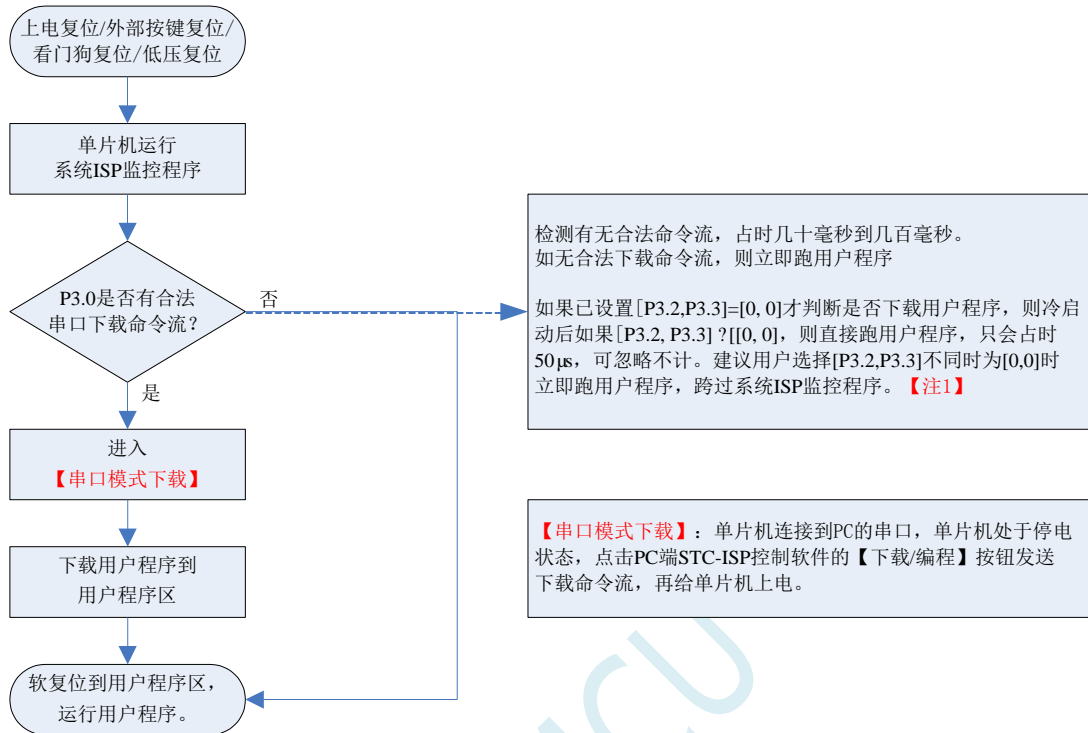 上电复位/外部按键复位/
看门狗复位/低压复位
单片机运行
系统ISP监控程序
P3.0是否有合法
串口下载命令流？
否
是
进入
【串口模式下载】
下载用户程序到
用户程序区
软复位到用户程序区，
运行用户程序。
检测有无合法命令流，占时几十毫秒到几百毫秒。
如无合法下载命令流，则立即跑用户程序
如果已设置[P3.2,P3.3]=[0, 0]才判断是否下载用户程序，则冷启
动后如果[P3.2, P3.3] ?[[0, 0]，则直接跑用户程序，只会占时
50μs，可忽略不计。建议用户选择[P3.2,P3.3]不同时为[0,0]时
立即跑用户程序，跨过系统ISP监控程序。【注1】
【串口模式下载】：单片机连接到PC的串口，单片机处于停电
状态，点击PC端STC-ISP控制软件的【下载/编程】按钮发送
下载命令流，再给单片机上电。
MCU